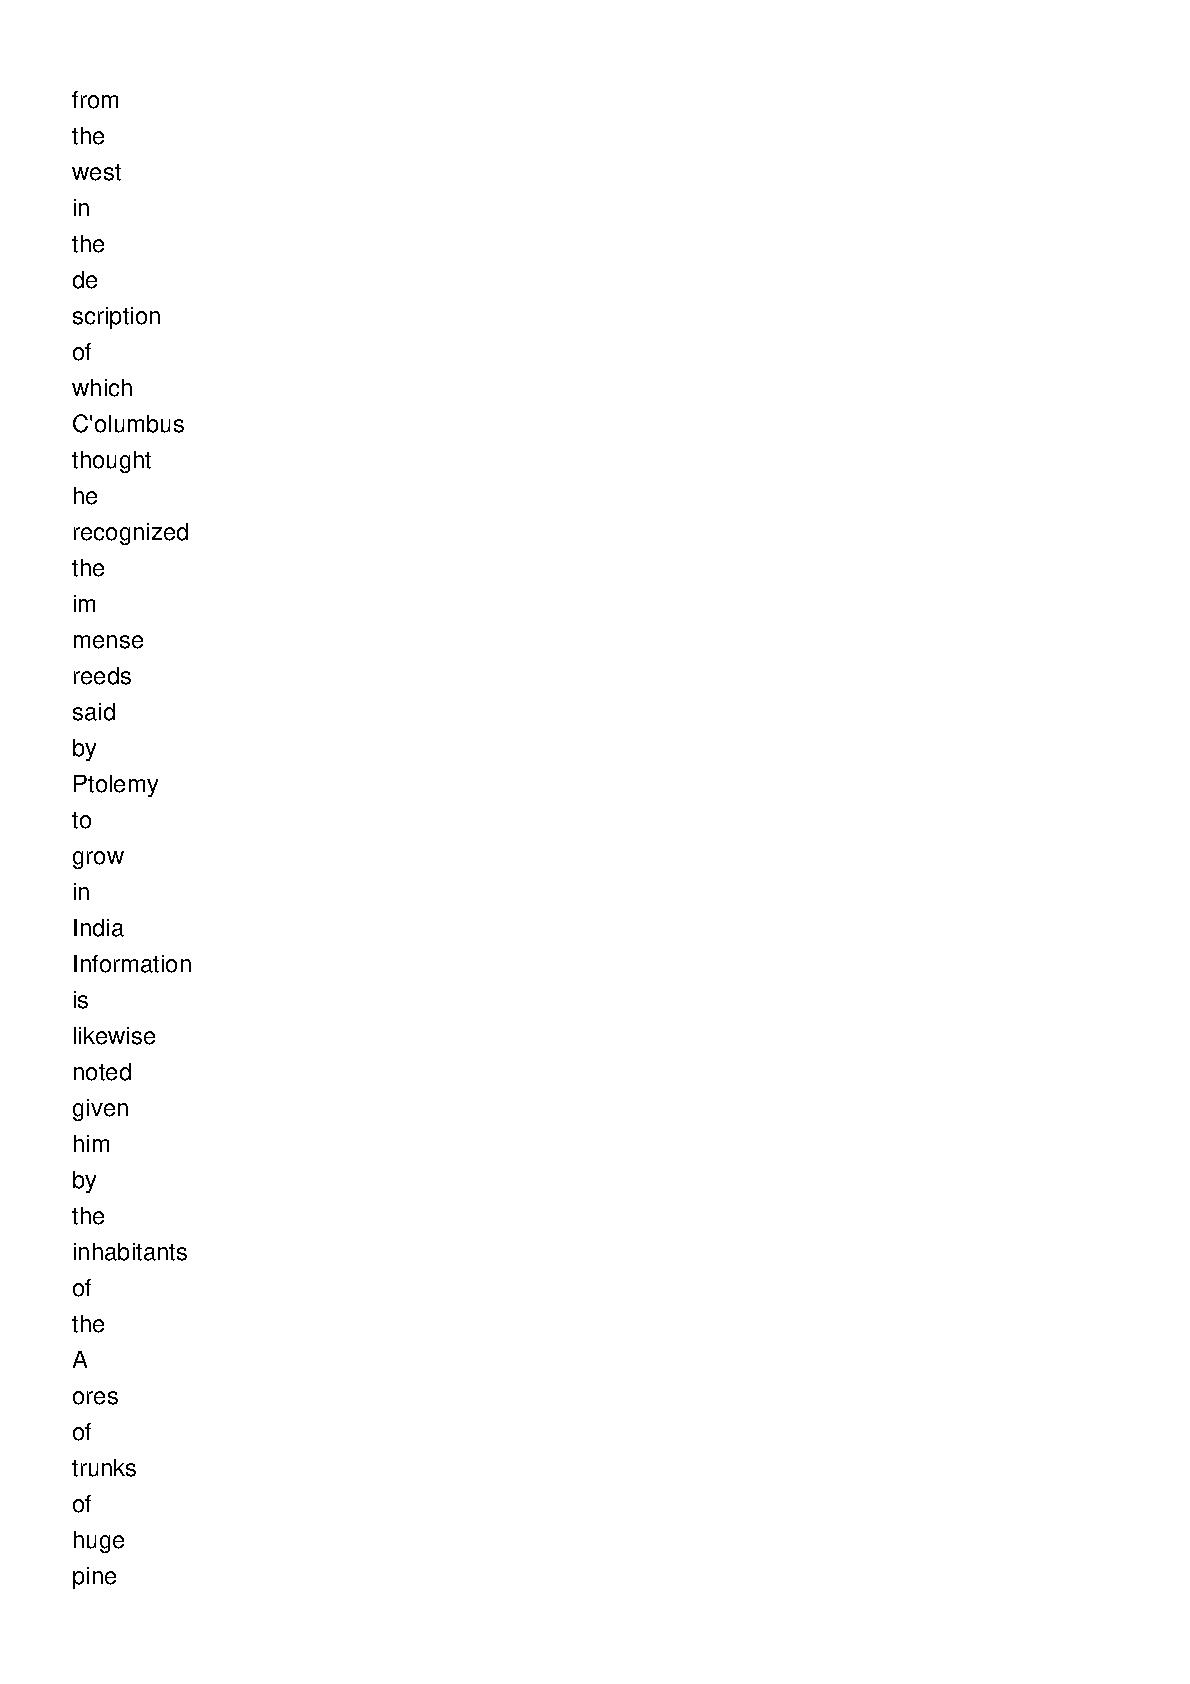 from
the
west
in
the
de
scription
of
which
C'olumbus
thought
he
recognized
the
im
mense
reeds
said
by
Ptolemy
to
grow
in
India
Information
is
likewise
noted
given
him
by
the
inhabitants
of
the
A
ores
of
trunks
of
huge
pine